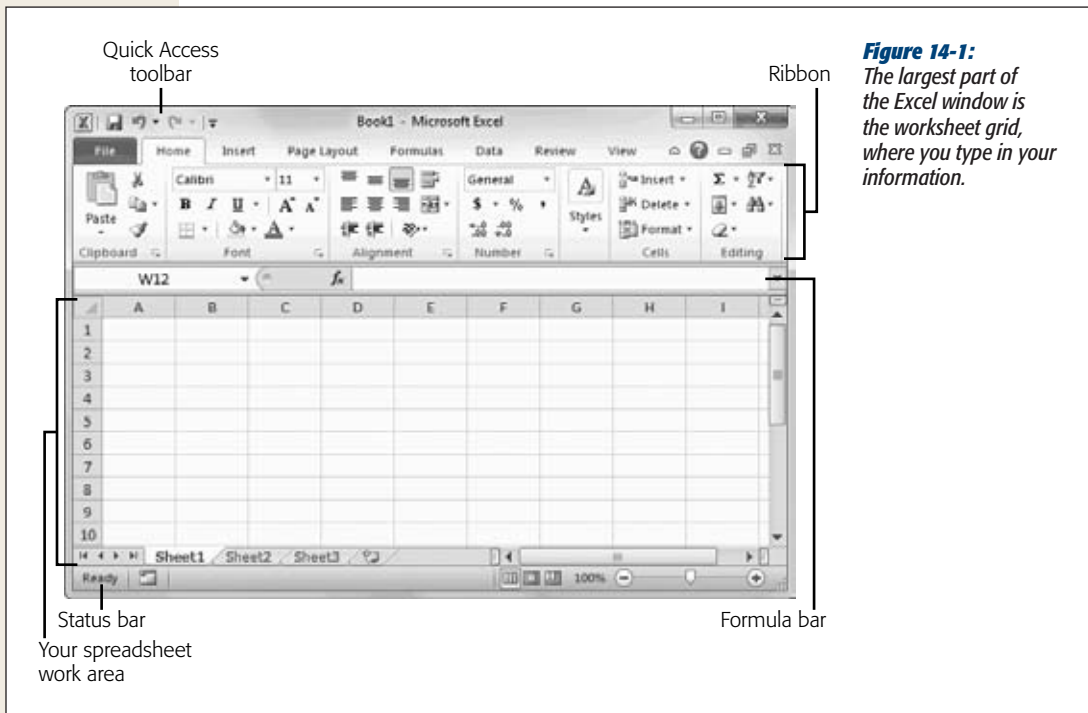 Quick Access
toolbar
Ribbon
Figure 14-1:
The largest part of
the Excel window is
the worksheet grid,
where you type in your
information.
Book1 - Microsoft Excel
File Home Insert Page Layout Formulas Data Review View
Calibri 11 General Insert
B I U A A $ % , Styles Delete
Paste Format
Clipboard Font Alignment Number Cells Editing
W12 fx
A B C D E F G H I
1
2
3
4
5
6
7
8
9
10
Sheet1 Sheet2 Sheet3
Ready 100%
Status bar
Formula bar
Your spreadsheet
work area